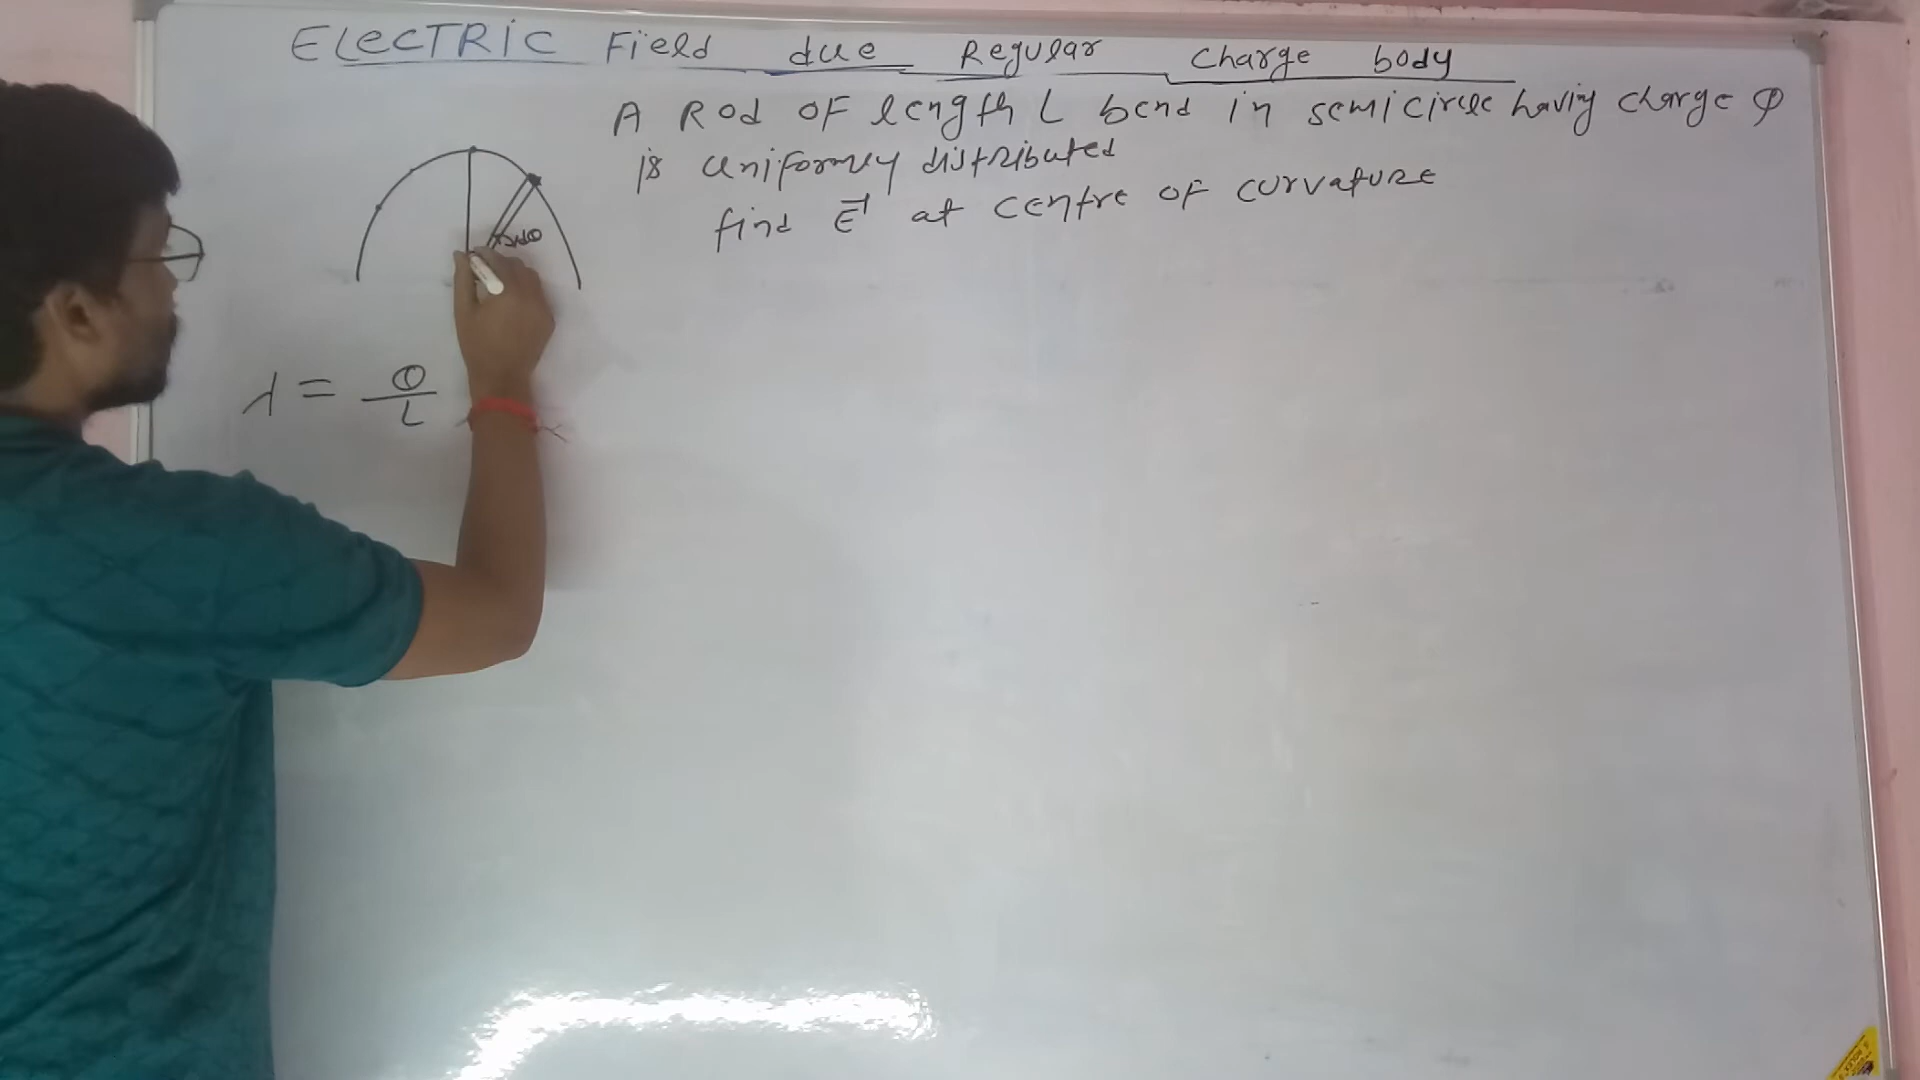 ELeCTRiC Field due Regular charge body
A Rod OF length L bend in semicircle having charge Q
is uniformly distributed
find E⃗ at centre of curvature
dθ
λ = Q/L